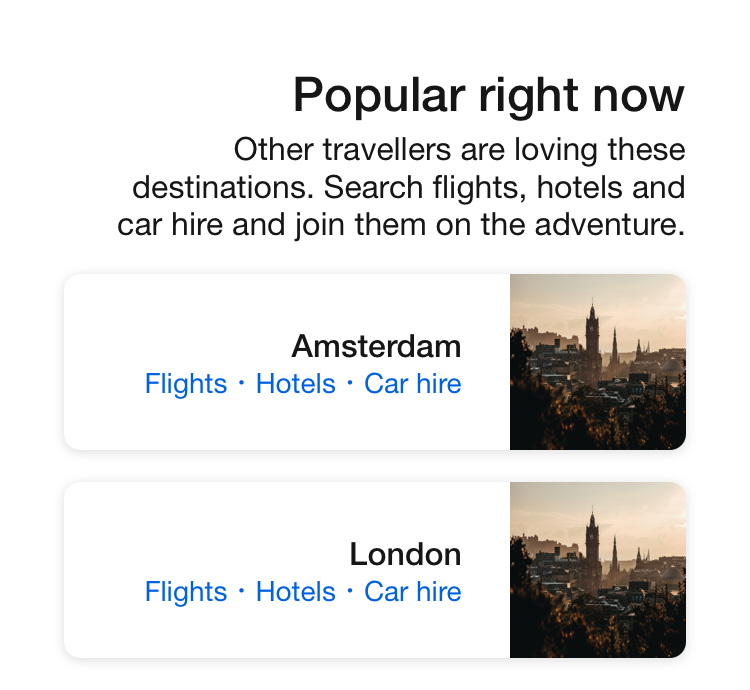 Popular right now
Other travellers are loving these
destinations. Search flights, hotels and
car hire and join them on the adventure.
Amsterdam
Flights · Hotels · Car hire
London
Flights · Hotels · Car hire